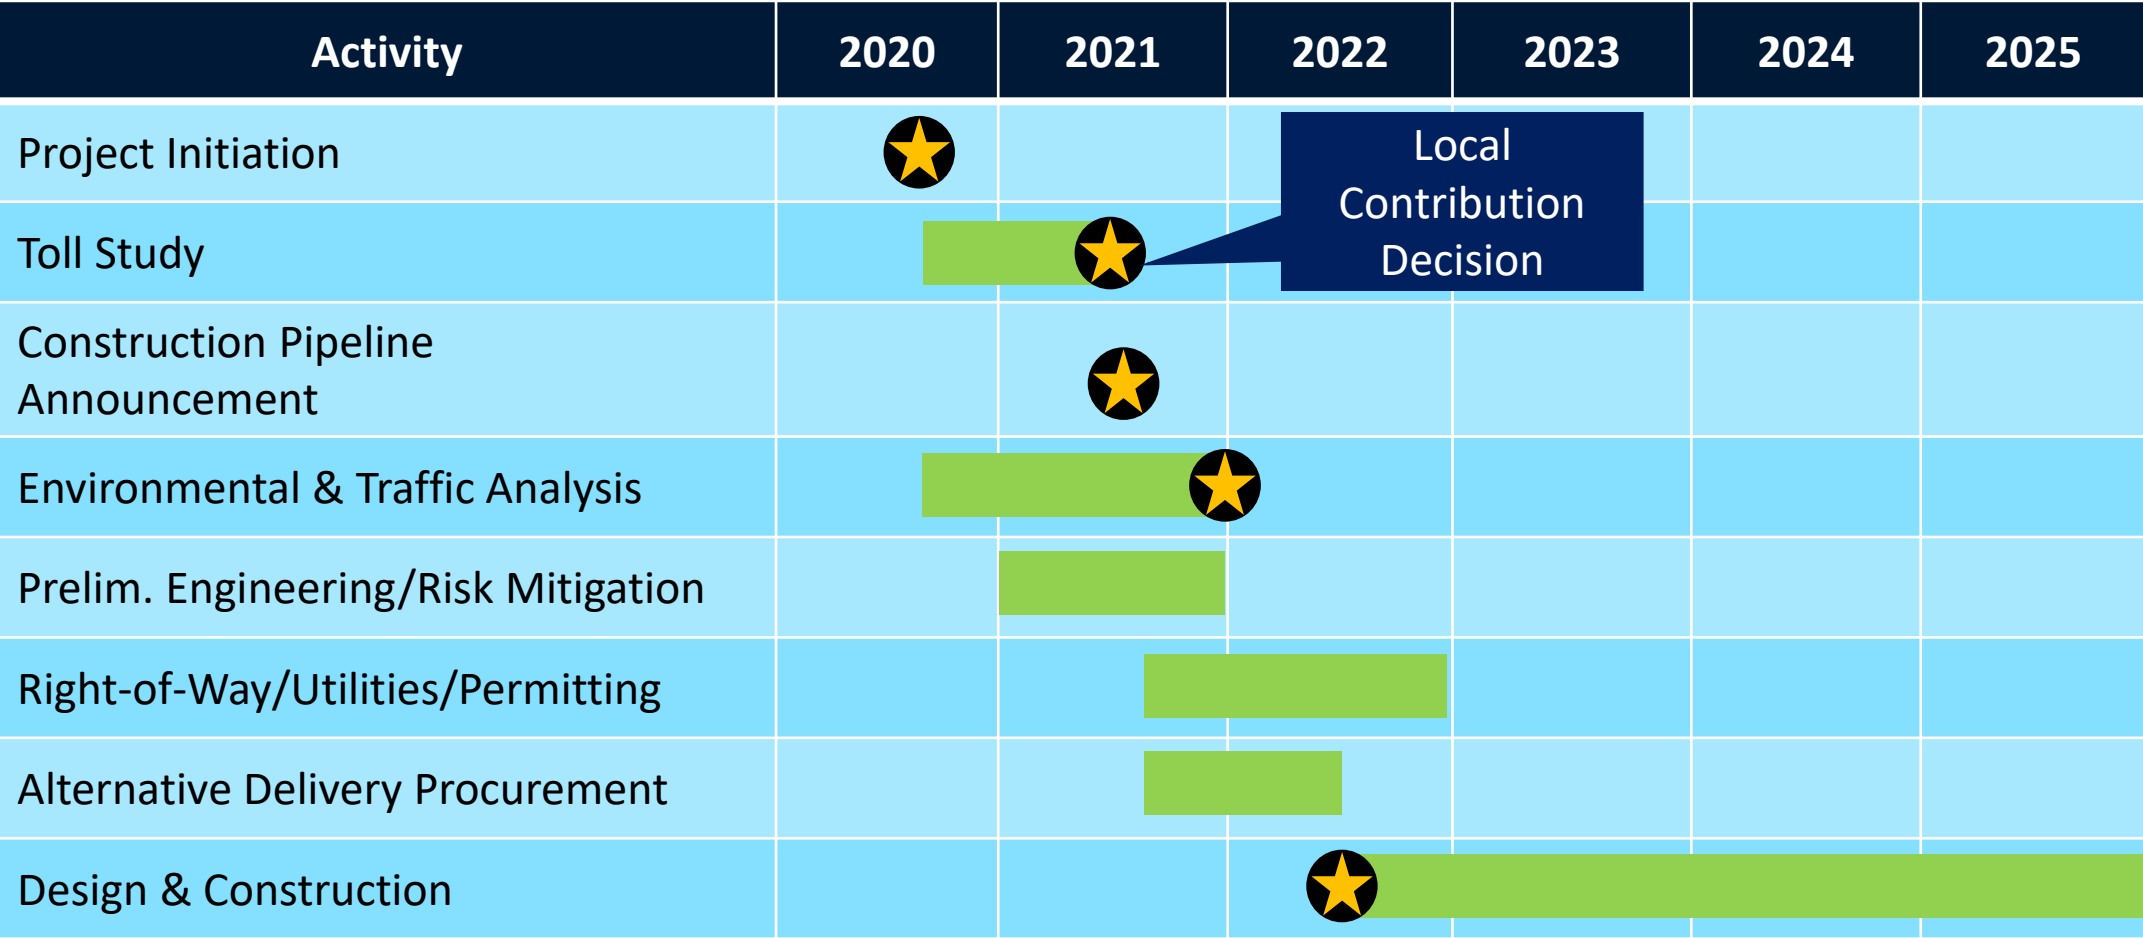 Activity 2020 2021 2022 2023 2024 2025
Project Initiation
Local
Contribution
Decision
Toll Study
Construction Pipeline
Announcement
Environmental & Traffic Analysis
Prelim. Engineering/Risk Mitigation
Right-of-Way/Utilities/Permitting
Alternative Delivery Procurement
Design & Construction